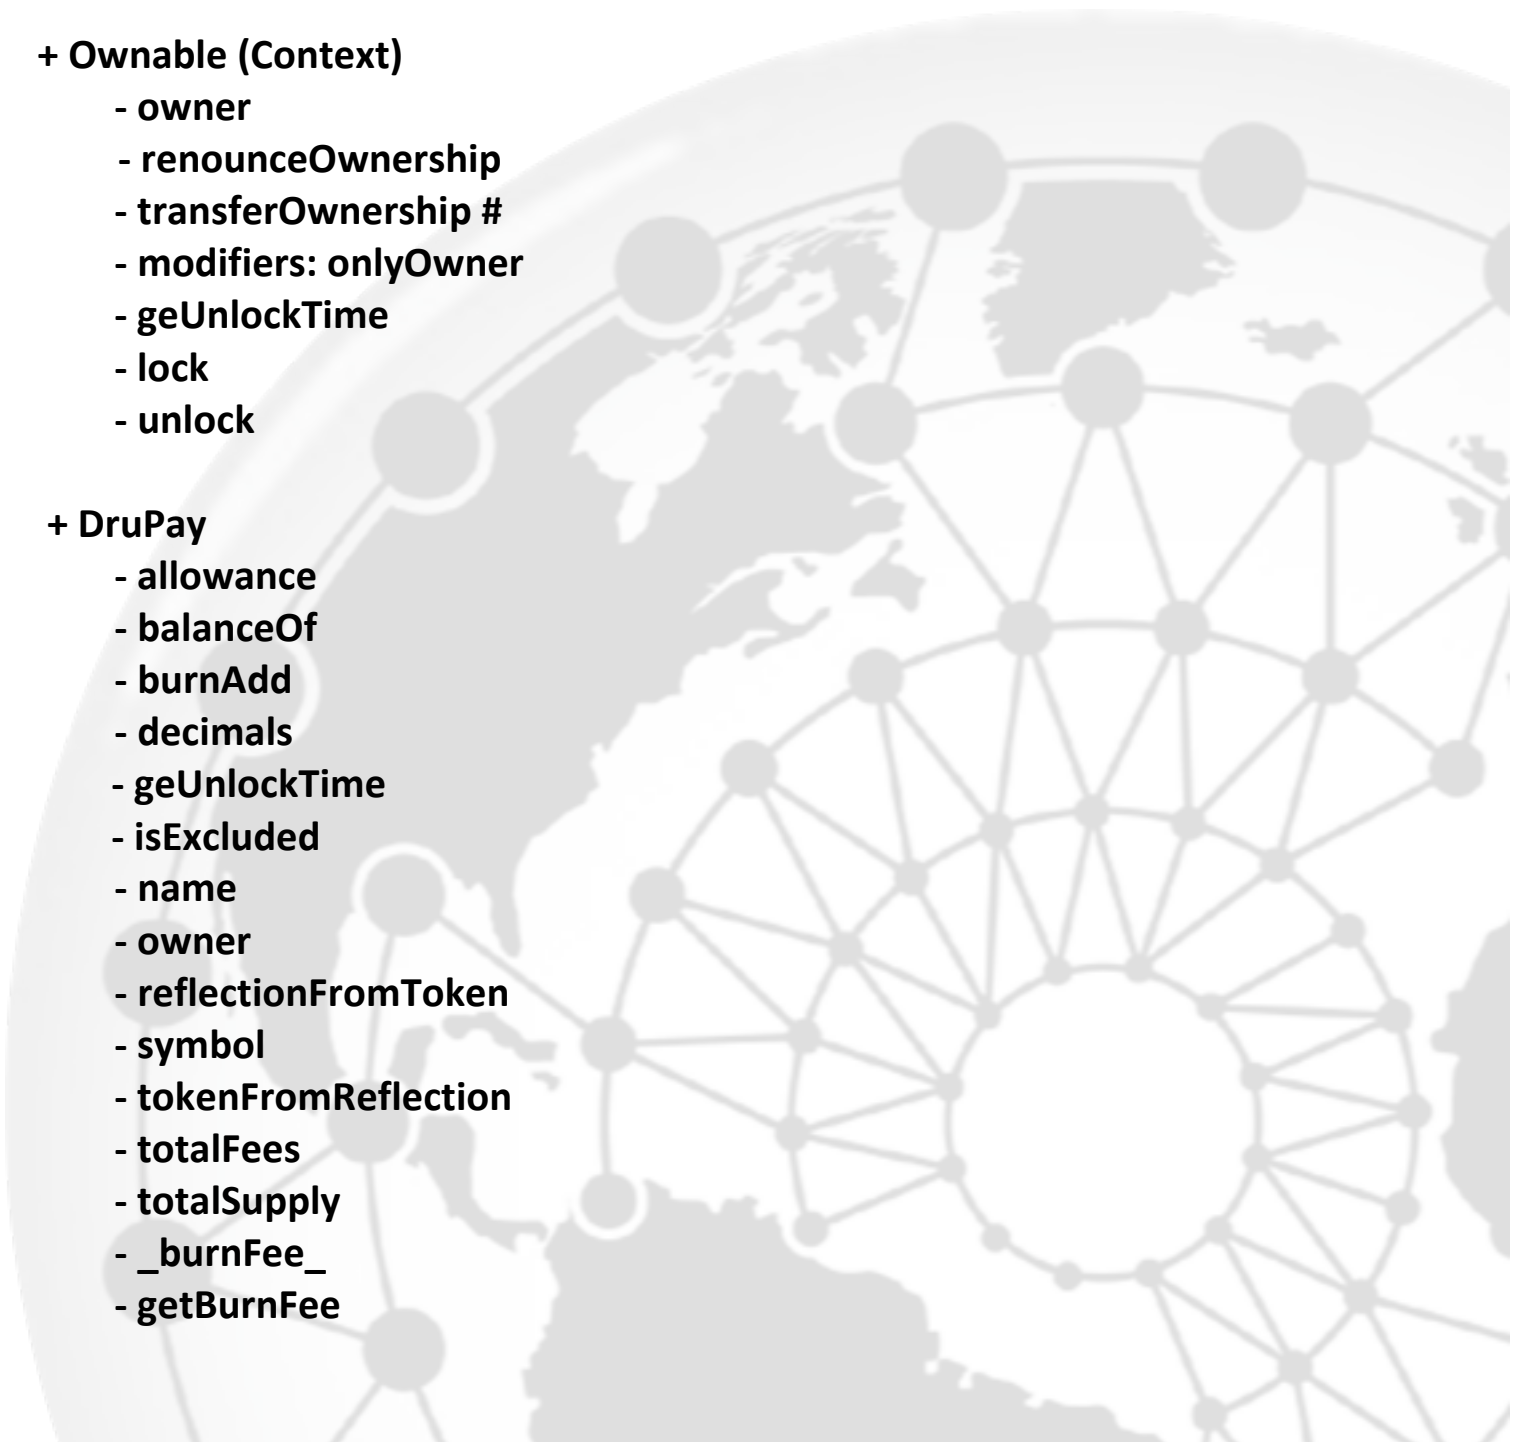 + Ownable (Context)
- owner
- renounceOwnership
- transferOwnership #
- modifiers: onlyOwner
- geUnlockTime
- lock
- unlock
+ DruPay
- allowance
- balanceOf
- burnAdd
- decimals
- geUnlockTime
- isExcluded
- name
- owner
- reflectionFromToken
- symbol
- tokenFromReflection
- totalFees
- totalSupply
- _burnFee_
- getBurnFee